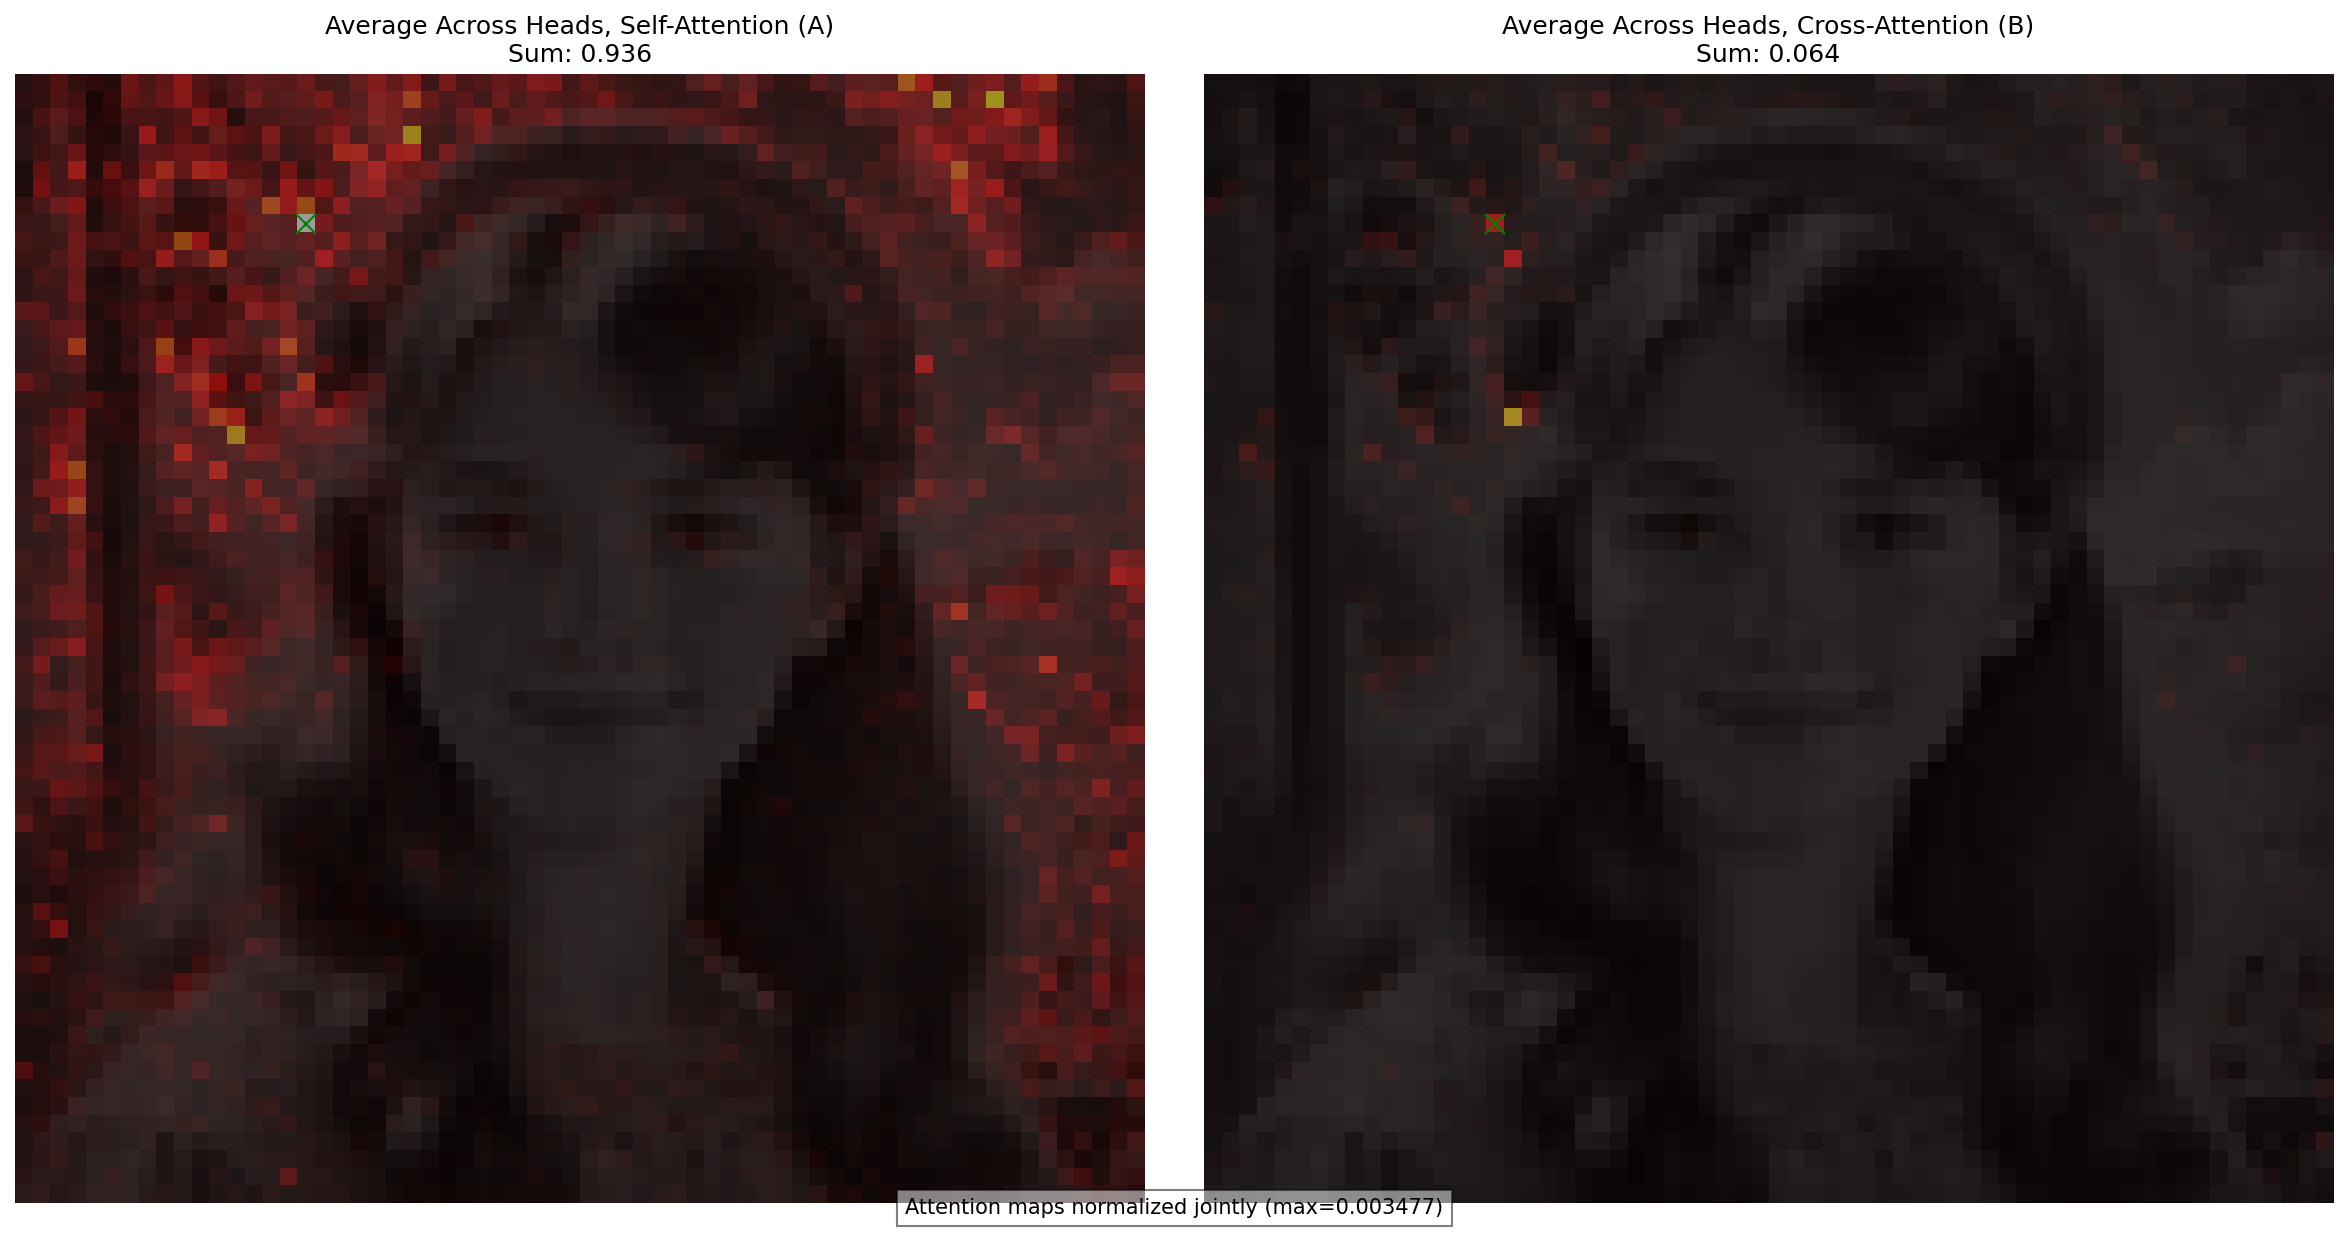 Average Across Heads, Self-Attention (A)
Sum: 0.936
Average Across Heads, Cross-Attention (B)
Sum: 0.064
Attention maps normalized jointly (max=0.003477)